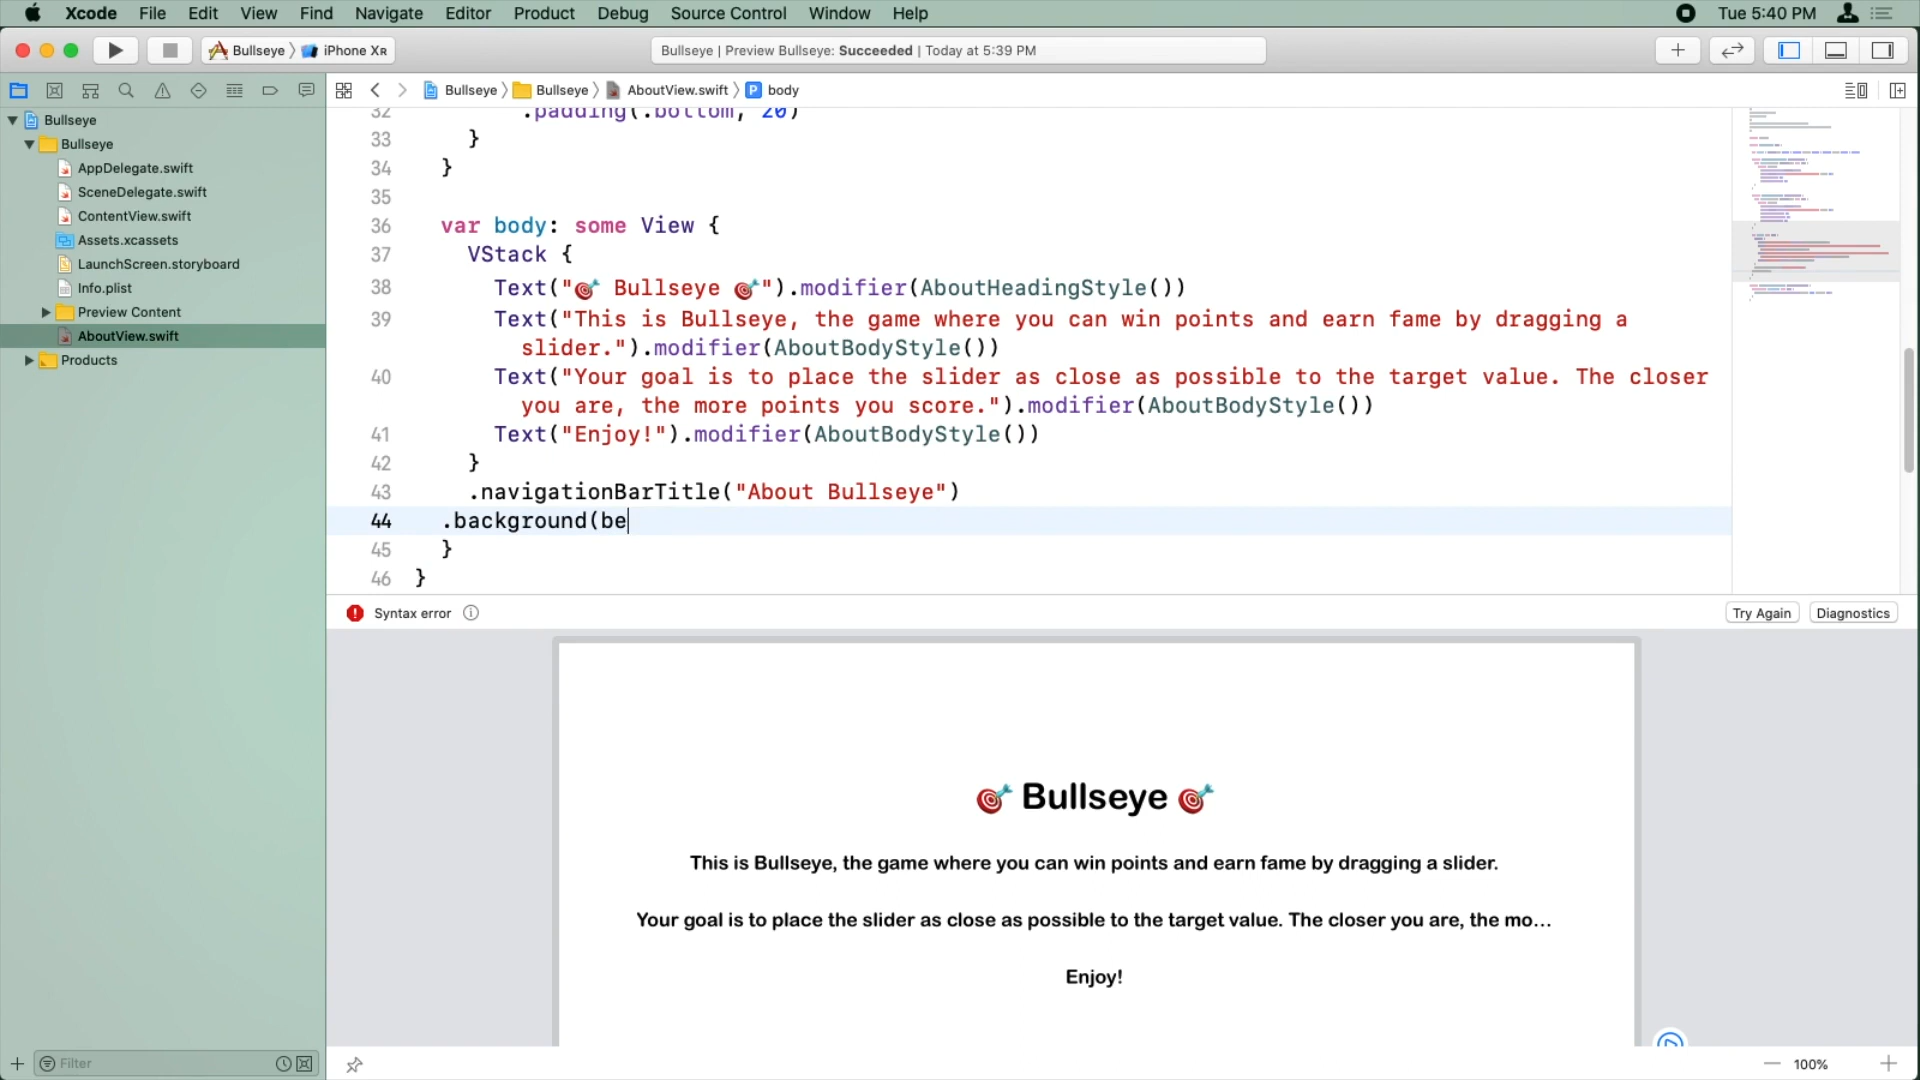 Xcode File Edit View Find Navigate Editor Product Debug Source Control Window Help Tue 5:40 PM
Bullseye iPhone XR Bullseye | Preview Bullseye: Succeeded | Today at 5:39 PM
Bullseye Bullseye AboutView.swift P body
Bullseye
Bullseye
AppDelegate.swift
SceneDelegate.swift
ContentView.swift
Assets.xcassets
LaunchScreen.storyboard
Info.plist
Preview Content
AboutView.swift
Products
Filter
32 .padding(.bottom, 20)
33 }
34 }
35
36 var body: some View {
37 VStack {
38 Text("🎯 Bullseye 🎯").modifier(AboutHeadingStyle())
39 Text("This is Bullseye, the game where you can win points and earn fame by dragging a
slider.").modifier(AboutBodyStyle())
40 Text("Your goal is to place the slider as close as possible to the target value. The closer
you are, the more points you score.").modifier(AboutBodyStyle())
41 Text("Enjoy!").modifier(AboutBodyStyle())
42 }
43 .navigationBarTitle("About Bullseye")
44 .background(be
45 }
46 }
Syntax error Try Again Diagnostics
🎯 Bullseye 🎯
This is Bullseye, the game where you can win points and earn fame by dragging a slider.
Your goal is to place the slider as close as possible to the target value. The closer you are, the mo...
Enjoy!
100%